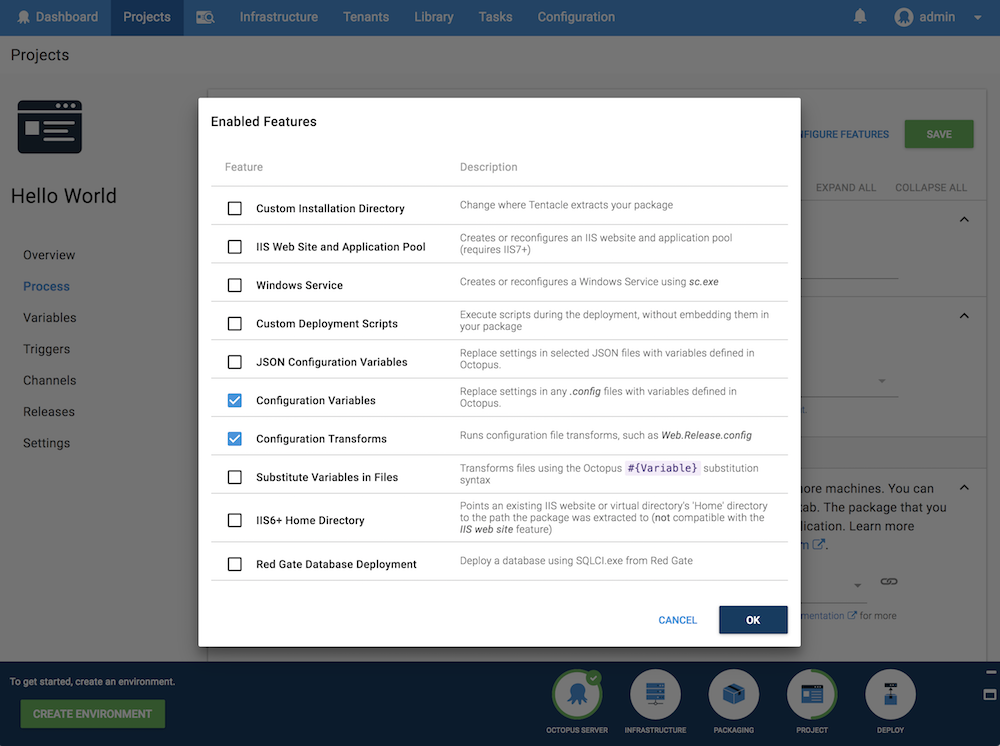 Dashboard Projects Infrastructure Tenants Library Tasks Configuration admin
Projects
Hello World
Overview
Process
Variables
Triggers
Channels
Releases
Settings
FIGURE FEATURES SAVE
EXPAND ALL COLLAPSE ALL
Enabled Features
Feature Description
Custom Installation Directory Change where Tentacle extracts your package
IIS Web Site and Application Pool Creates or reconfigures an IIS website and application pool
(requires IIS7+)
Windows Service Creates or reconfigures a Windows Service using sc.exe
Custom Deployment Scripts Execute scripts during the deployment, without embedding them in
your package
JSON Configuration Variables Replace settings in selected JSON files with variables defined in
Octopus.
Configuration Variables Replace settings in any .config files with variables defined in
Octopus.
Configuration Transforms Runs configuration file transforms, such as Web.Release.config
Substitute Variables in Files Transforms files using the Octopus #{Variable} substitution
syntax
IIS6+ Home Directory Points an existing IIS website or virtual directory's 'Home' directory
to the path the package was extracted to (not compatible with the
IIS web site feature)
Red Gate Database Deployment Deploy a database using SQLCI.exe from Red Gate
CANCEL OK
t.
ore machines. You can
ab. The package that you
lication. Learn more
n.
mentation for more
To get started, create an environment.
CREATE ENVIRONMENT
OCTOPUS SERVER INFRASTRUCTURE PACKAGING PROJECT DEPLOY